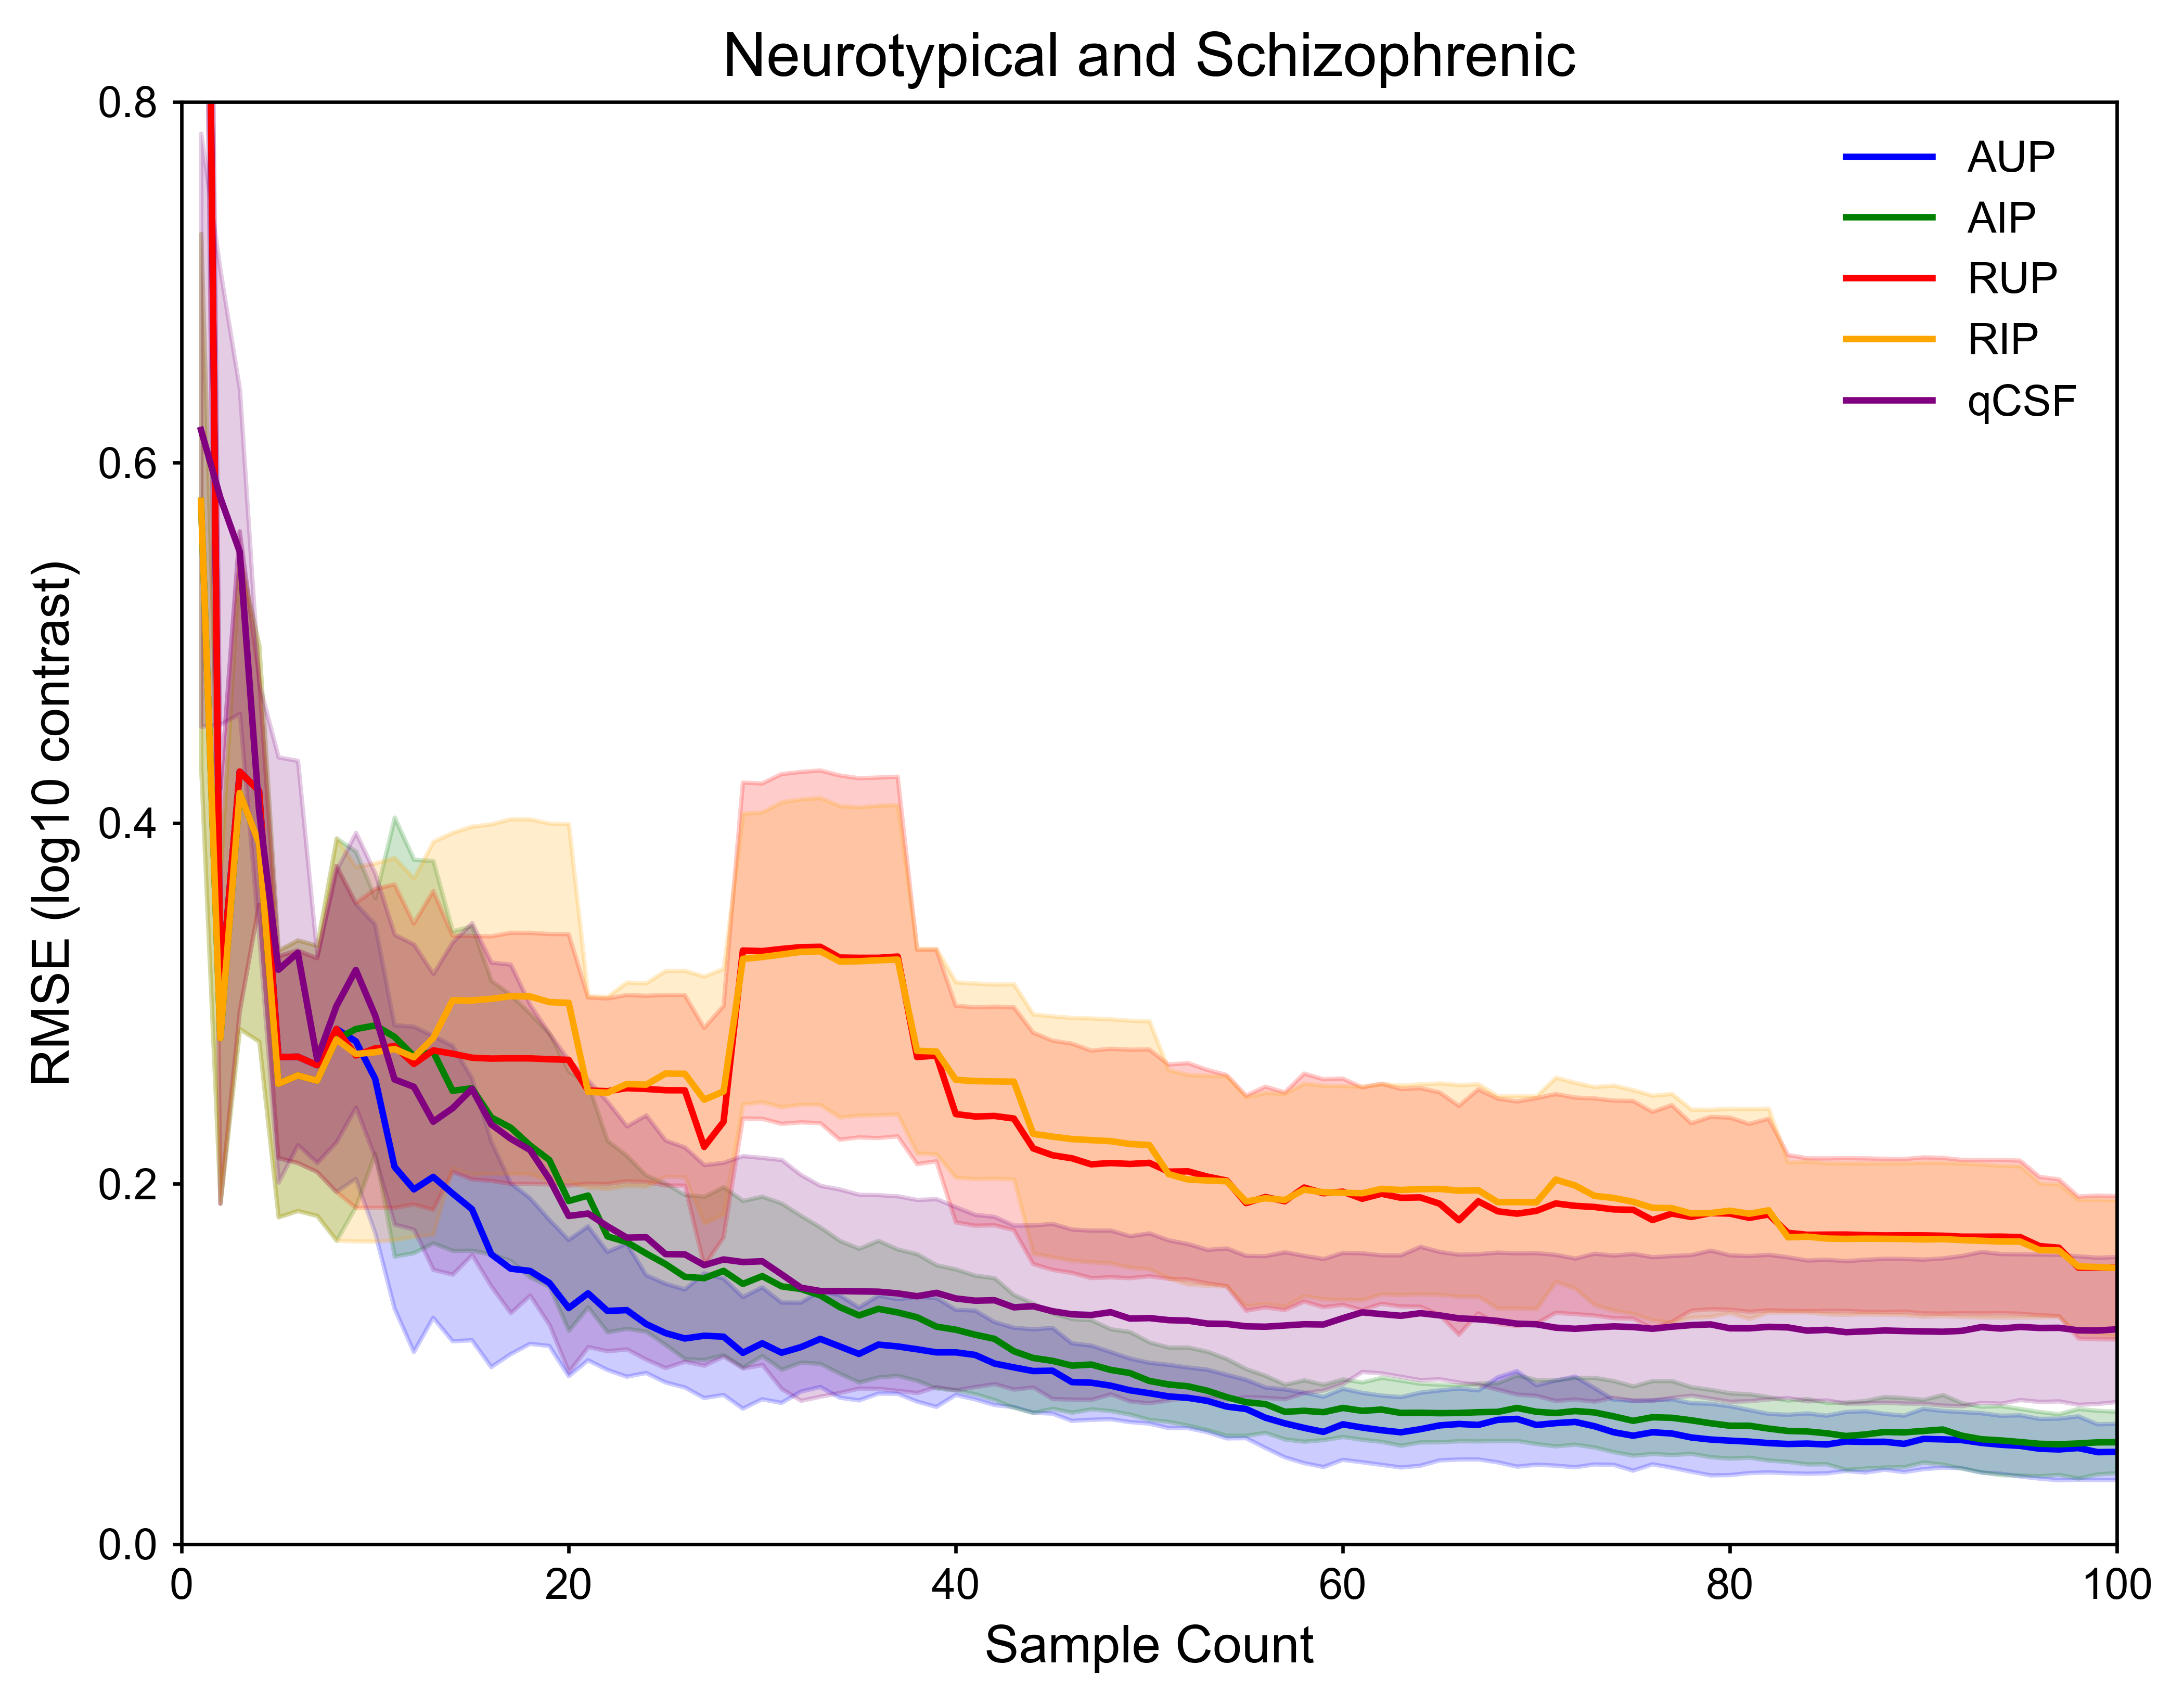 Neurotypical and Schizophrenic
0.8
0.6
0.4
0.2
0.0
RMSE (log10 contrast)
AUP
AIP
RUP
RIP
qCSF
0 20 40 60 80 100
Sample Count